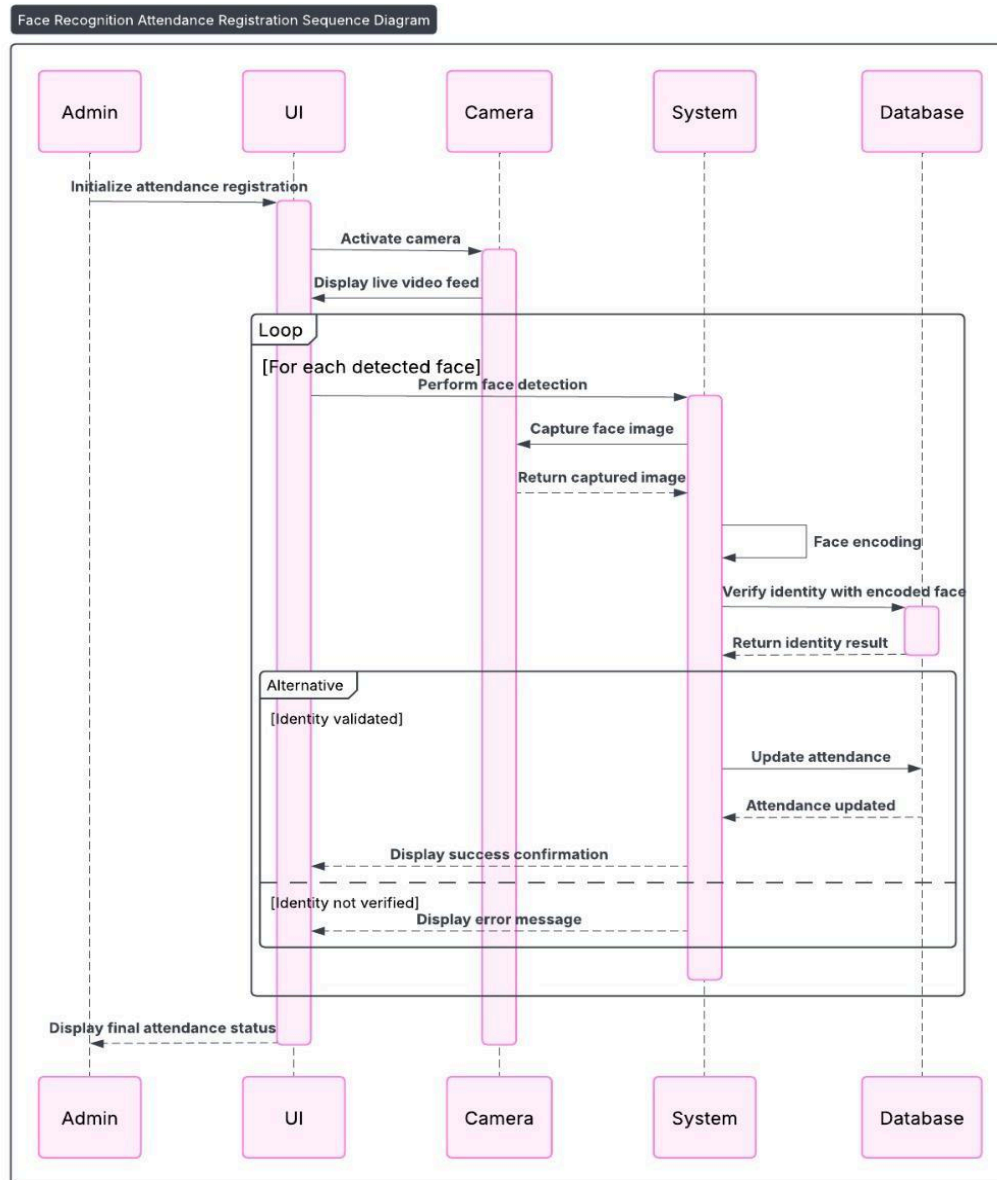 Face Recognition Attendance Registration Sequence Diagram
Admin
UI
Camera
System
Database
Initialize attendance registration
Activate camera
Display live video feed
Loop
[For each detected face]
Perform face detection
Capture face image
Return captured image
Face encoding
Verify identity with encoded face
Return identity result
Alternative
[Identity validated]
Update attendance
Attendance updated
Display success confirmation
[Identity not verified]
Display error message
Display final attendance status
Admin
UI
Camera
System
Database